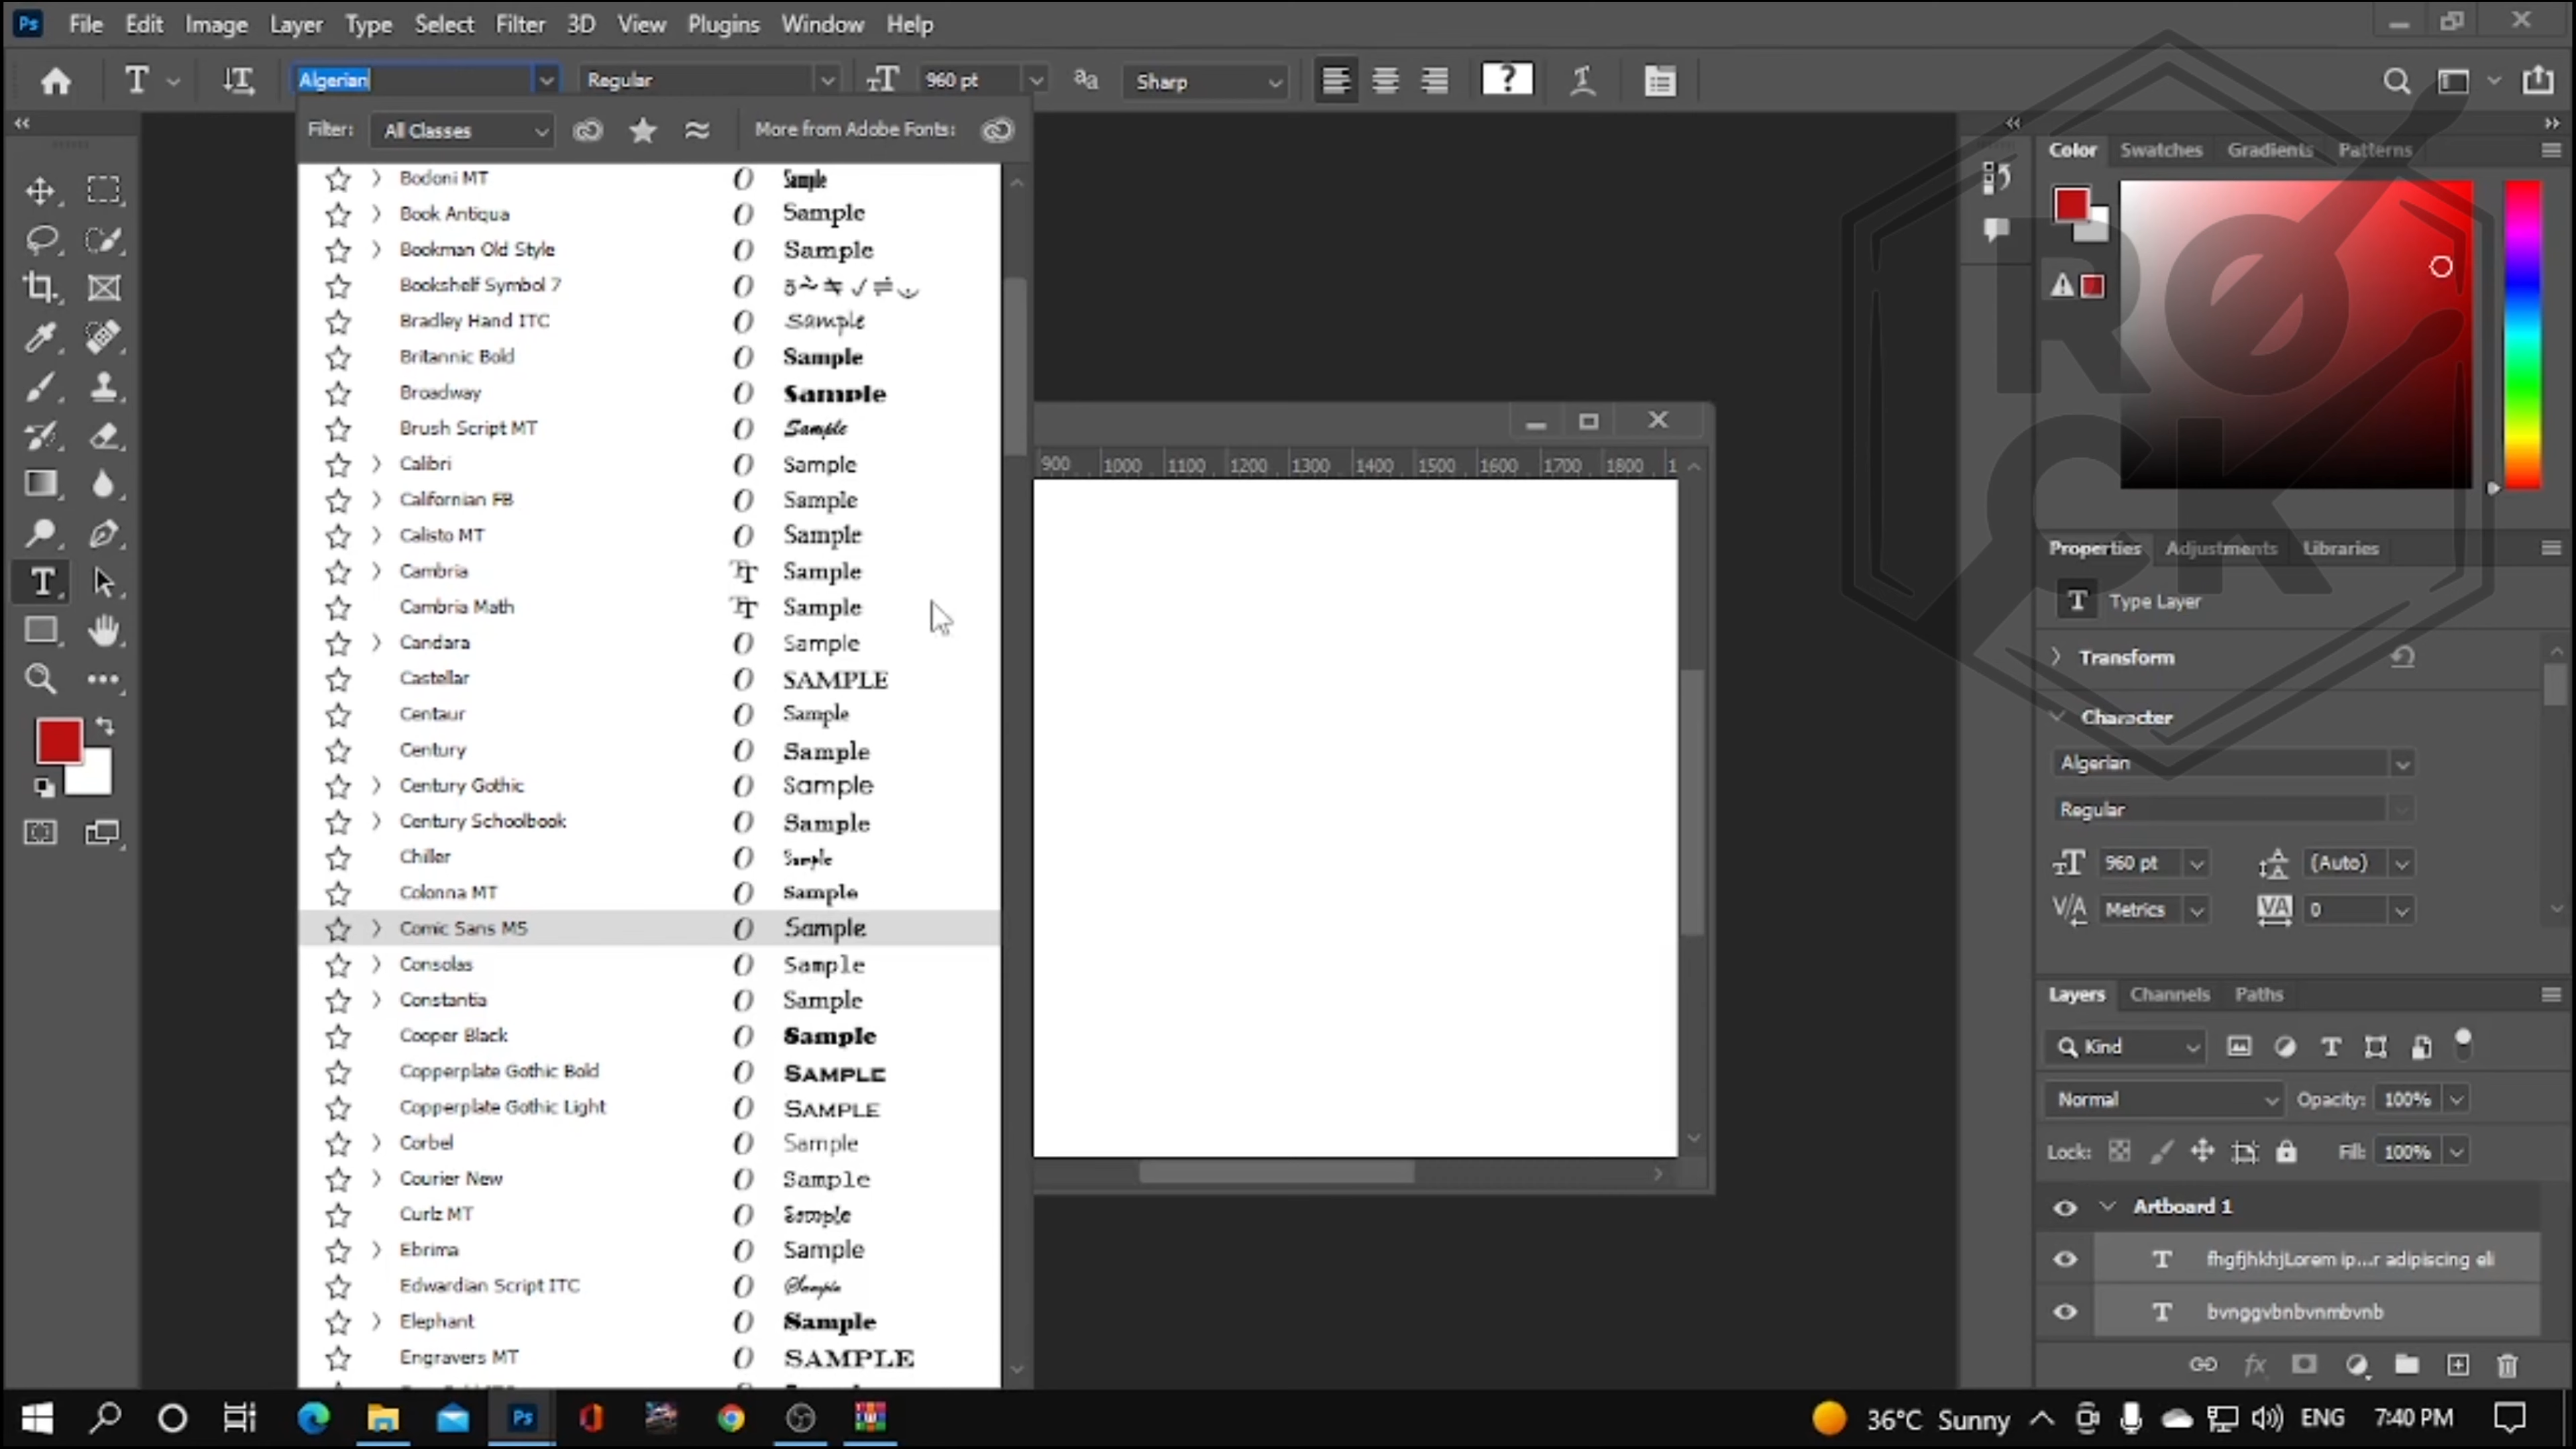 Ps File Edit Image Layer Type Select Filter 3D View Plugins Window Help
T Algerian Regular 960 pt aa Sharp ?
Filter: All Classes More from Adobe Fonts:
Bodoni MT O Sample
Book Antiqua O Sample
Bookman Old Style O Sample
Bookshelf Symbol 7 O
Bradley Hand ITC O Sample
Britannic Bold O Sample
Broadway O Sample
Brush Script MT O Sample
Calibri O Sample
Californian FB O Sample
Calisto MT O Sample
Cambria Sample
Cambria Math Sample
Candara O Sample
Castellar O SAMPLE
Centaur O Sample
Century O Sample
Century Gothic O Sample
Century Schoolbook O Sample
Chiller O Sample
Colonna MT O Sample
Comic Sans MS O Sample
Consolas O Sample
Constantia O Sample
Cooper Black O Sample
Copperplate Gothic Bold O SAMPLE
Copperplate Gothic Light O SAMPLE
Corbel O Sample
Courier New O Sample
Curlz MT O Sample
Ebrima O Sample
Edwardian Script ITC O Sample
Elephant O Sample
Engravers MT O SAMPLE
900 1000 1100 1200 1300 1400 1500 1600 1700 1800 1
Color Swatches Gradients Patterns
ROCK
Properties Adjustments Libraries
T Type Layer
Transform
Character
Algerian
Regular
960 pt (Auto)
V/A Metrics VA 0
Layers Channels Paths
Kind T
Normal Opacity: 100%
Lock: Fill: 100%
Artboard 1
T fhgfjhkhjLorem ip...r adipiscing eli
T bvnggvbnbvnmbvnb
fx
Ps 36°C Sunny ENG 7:40 PM